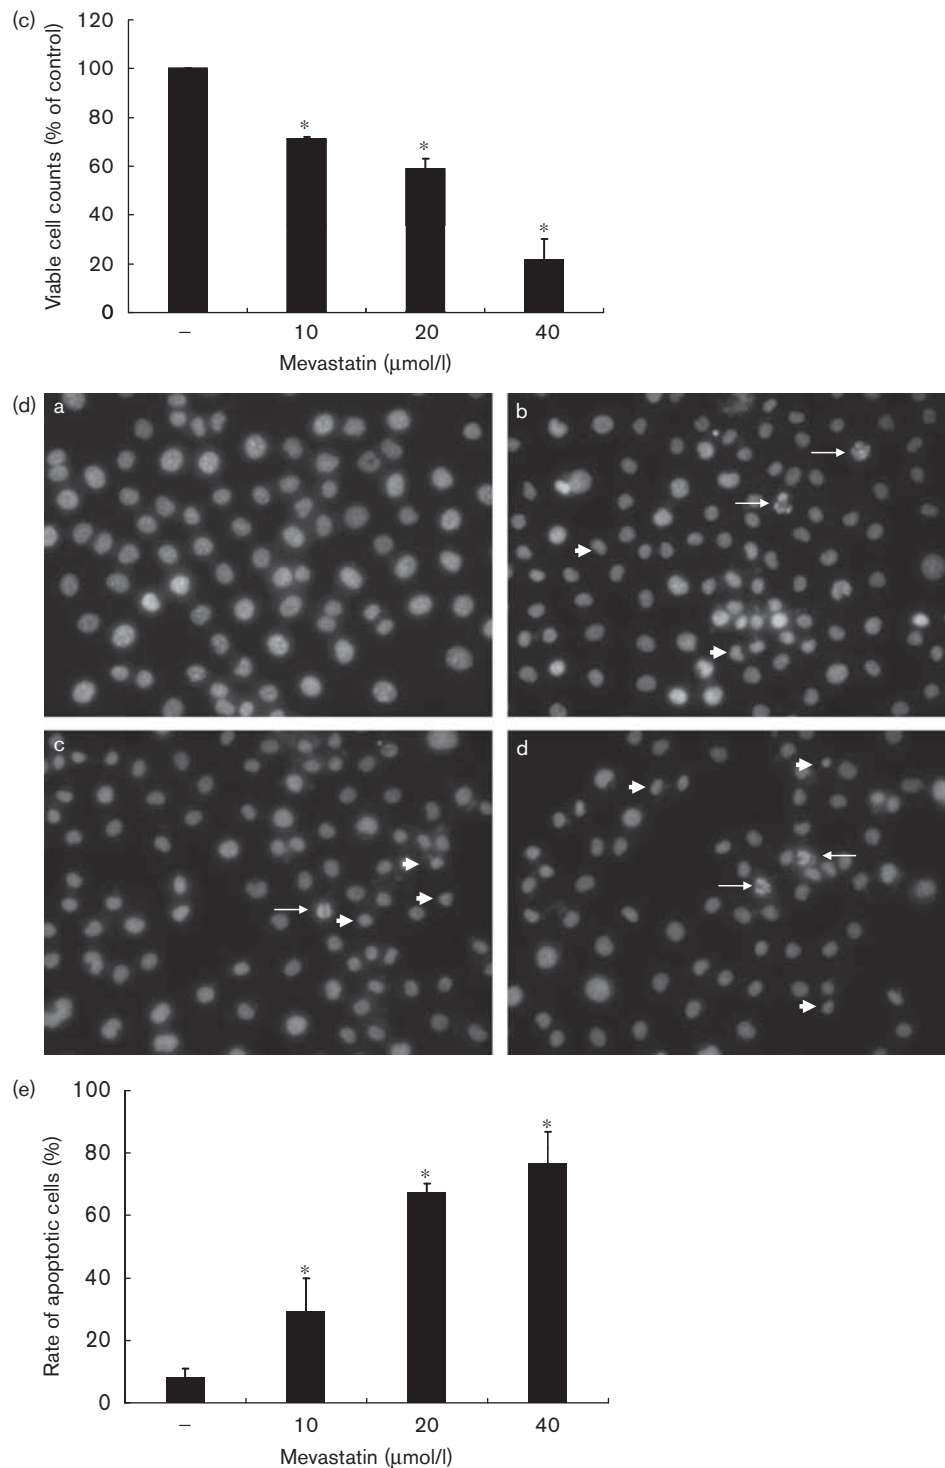 (c)
Viable cell counts (% of control)
120
100
80
60
40
20
0
*
*
*
– 10 20 40
Mevastatin (μmol/l)
(d)
a
b
c
d
(e)
Rate of apoptotic cells (%)
100
80
60
40
20
0
*
*
*
– 10 20 40
Mevastatin (μmol/l)